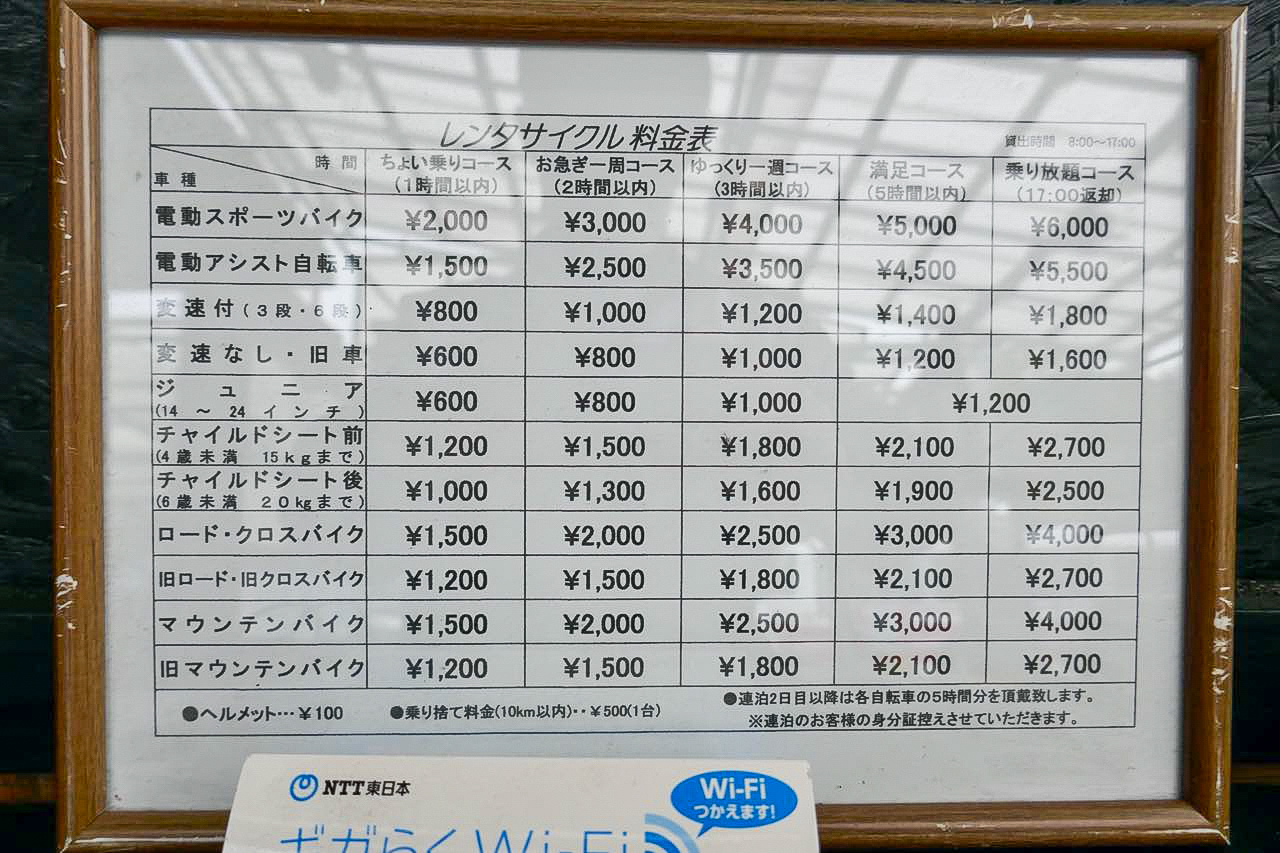 レンタサイクル料金表 貸出時間 8:00～17:00
時間 ちょい乗りコース お急ぎ一周コース ゆっくり一週コース 満足コース 乗り放題コース
車種 (1時間以内) (2時間以内) (3時間以内) (5時間以内) (17:00返却)
電動スポーツバイク ¥2,000 ¥3,000 ¥4,000 ¥5,000 ¥6,000
電動アシスト自転車 ¥1,500 ¥2,500 ¥3,500 ¥4,500 ¥5,500
変速付(3段・6段) ¥800 ¥1,000 ¥1,200 ¥1,400 ¥1,800
変速なし・旧車 ¥600 ¥800 ¥1,000 ¥1,200 ¥1,600
ジュニア
(14～24インチ) ¥600 ¥800 ¥1,000 ¥1,200
チャイルドシート前
(4歳未満 15kgまで) ¥1,200 ¥1,500 ¥1,800 ¥2,100 ¥2,700
チャイルドシート後
(6歳未満 20kgまで) ¥1,000 ¥1,300 ¥1,600 ¥1,900 ¥2,500
ロード・クロスバイク ¥1,500 ¥2,000 ¥2,500 ¥3,000 ¥4,000
旧ロード・旧クロスバイク ¥1,200 ¥1,500 ¥1,800 ¥2,100 ¥2,700
マウンテンバイク ¥1,500 ¥2,000 ¥2,500 ¥3,000 ¥4,000
旧マウンテンバイク ¥1,200 ¥1,500 ¥1,800 ¥2,100 ¥2,700
●ヘルメット…¥100 ●乗り捨て料金(10km以内)‥¥500(1台) ●連泊2日目以降は各自転車の5時間分を頂戴致します。
※連泊のお客様の身分証控えさせていただきます。
NTT東日本
Wi-Fi
つかえます!
ギガらくWi-Fi